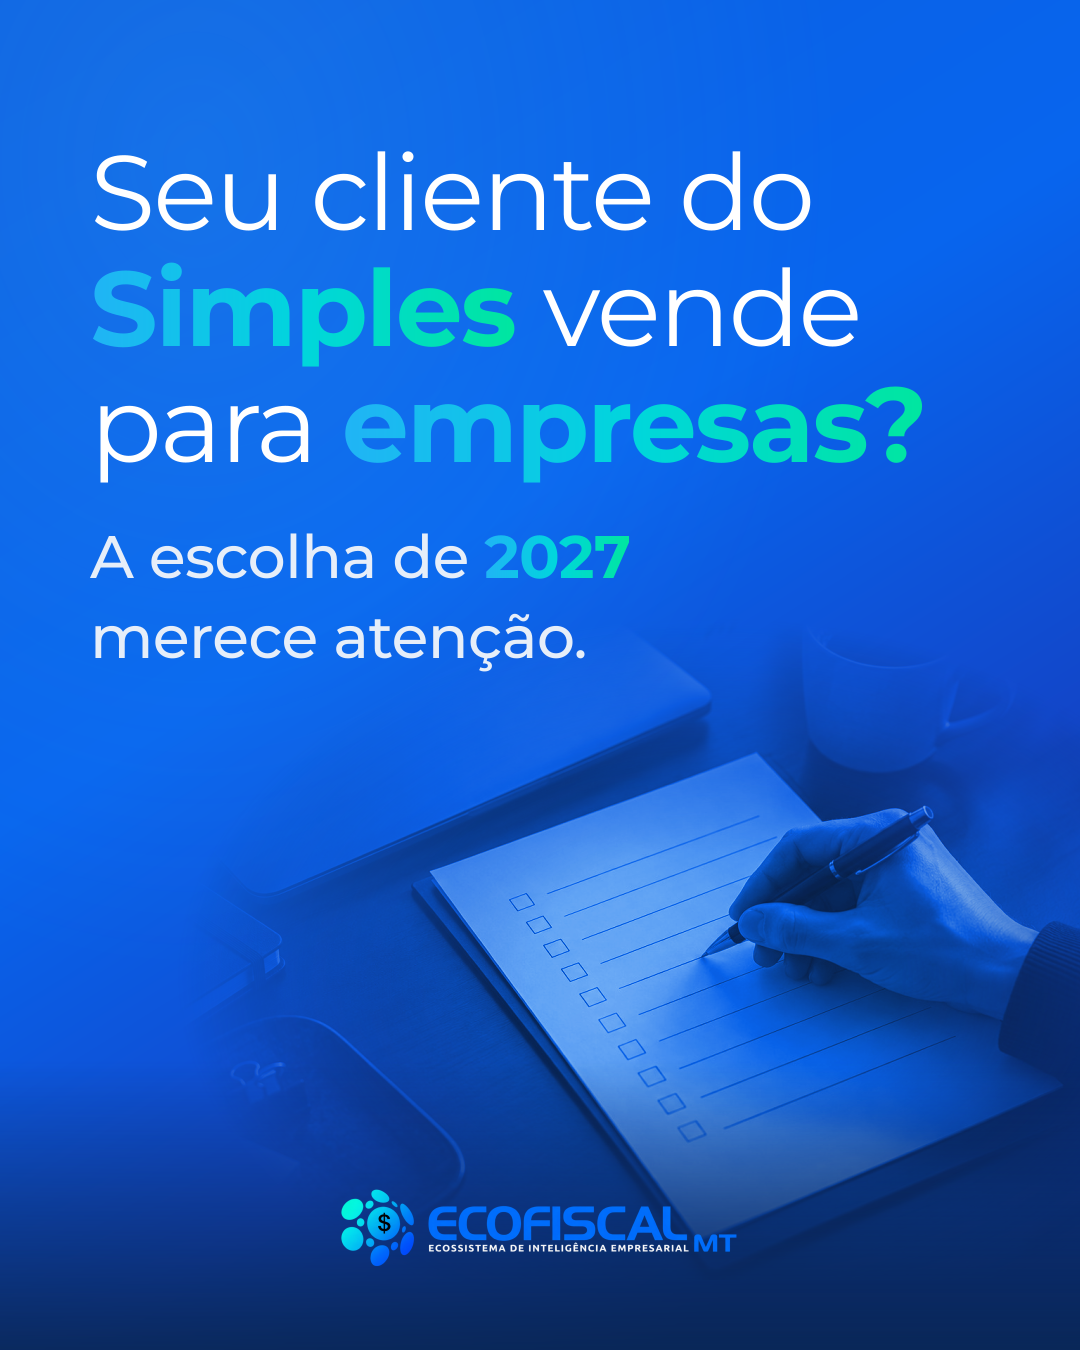 Seu cliente do
Simples vende
para empresas?
A escolha de 2027
merece atenção.
$
ECOFISCAL
ECOSSISTEMA DE INTELIGÊNCIA EMPRESARIAL MT